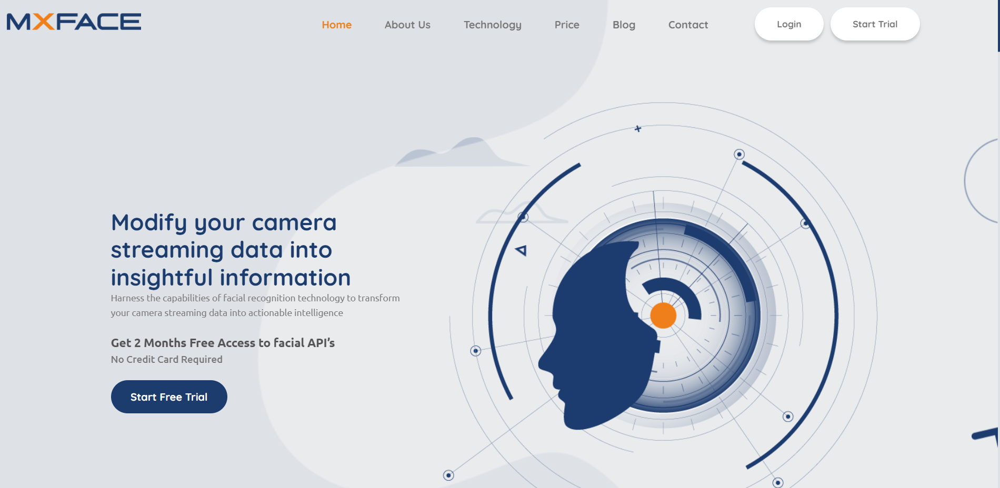 MXFACE
Home
About Us
Technology
Price
Blog
Contact
Login
Start Trial
Modify your camera
streaming data into
insightful information
Harness the capabilities of facial recognition technology to transform
your camera streaming data into actionable intelligence
Get 2 Months Free Access to facial API’s
No Credit Card Required
Start Free Trial